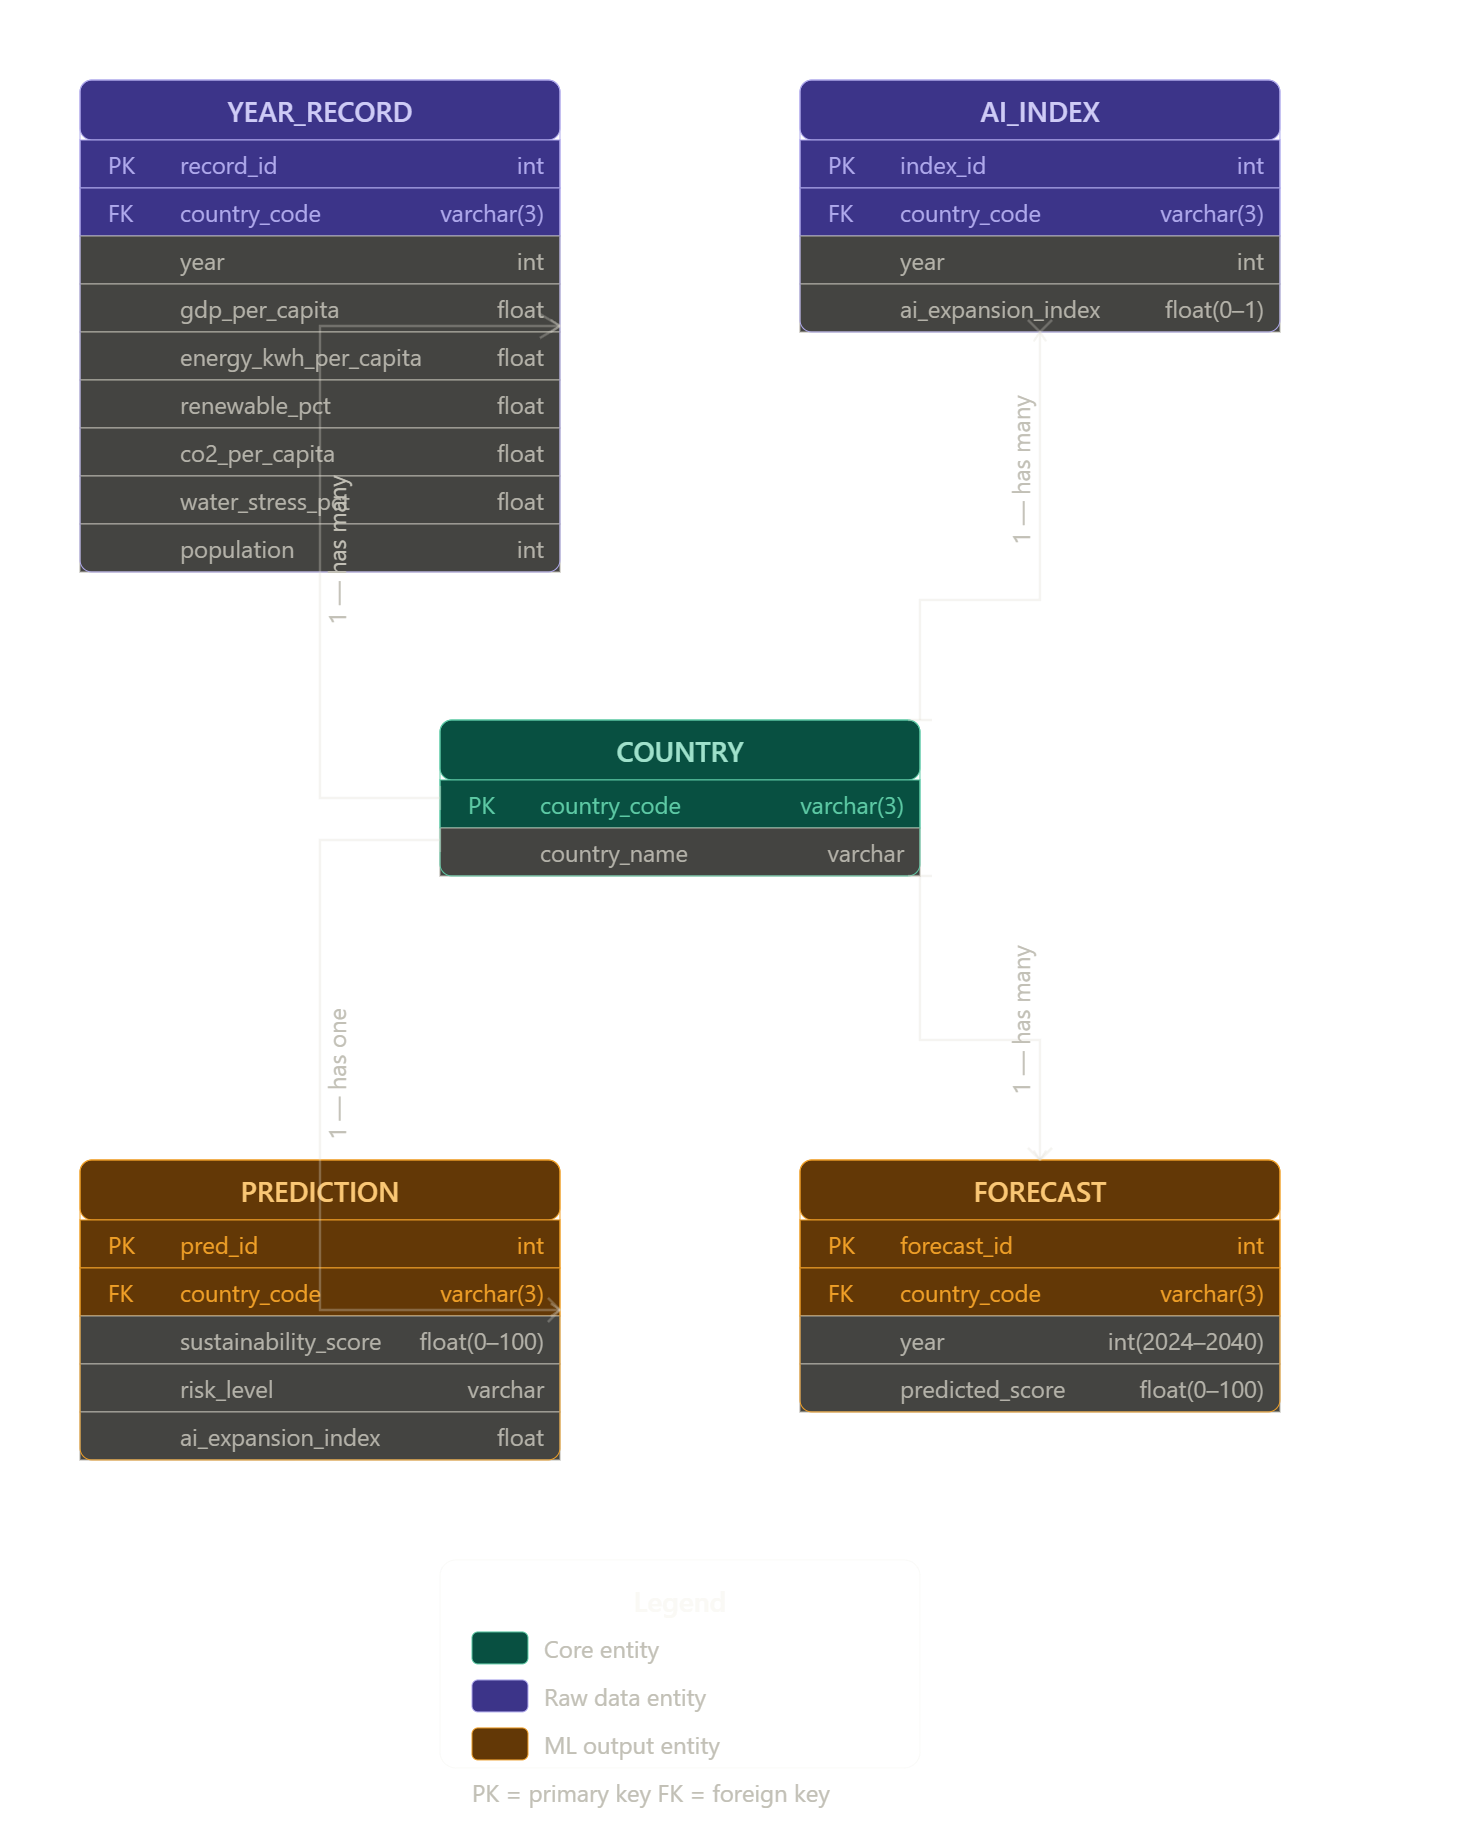 YEAR_RECORD
PK record_id int
FK country_code varchar(3)
year int
gdp_per_capita float
energy_kwh_per_capita float
renewable_pct float
co2_per_capita float
water_stress_pct float
population int
1 — has many
AI_INDEX
PK index_id int
FK country_code varchar(3)
year int
ai_expansion_index float(0–1)
1 — has many
COUNTRY
PK country_code varchar(3)
country_name varchar
1 — has one
1 — has many
PREDICTION
PK pred_id int
FK country_code varchar(3)
sustainability_score float(0–100)
risk_level varchar
ai_expansion_index float
FORECAST
PK forecast_id int
FK country_code varchar(3)
year int(2024–2040)
predicted_score float(0–100)
Legend
Core entity
Raw data entity
ML output entity
PK = primary key FK = foreign key